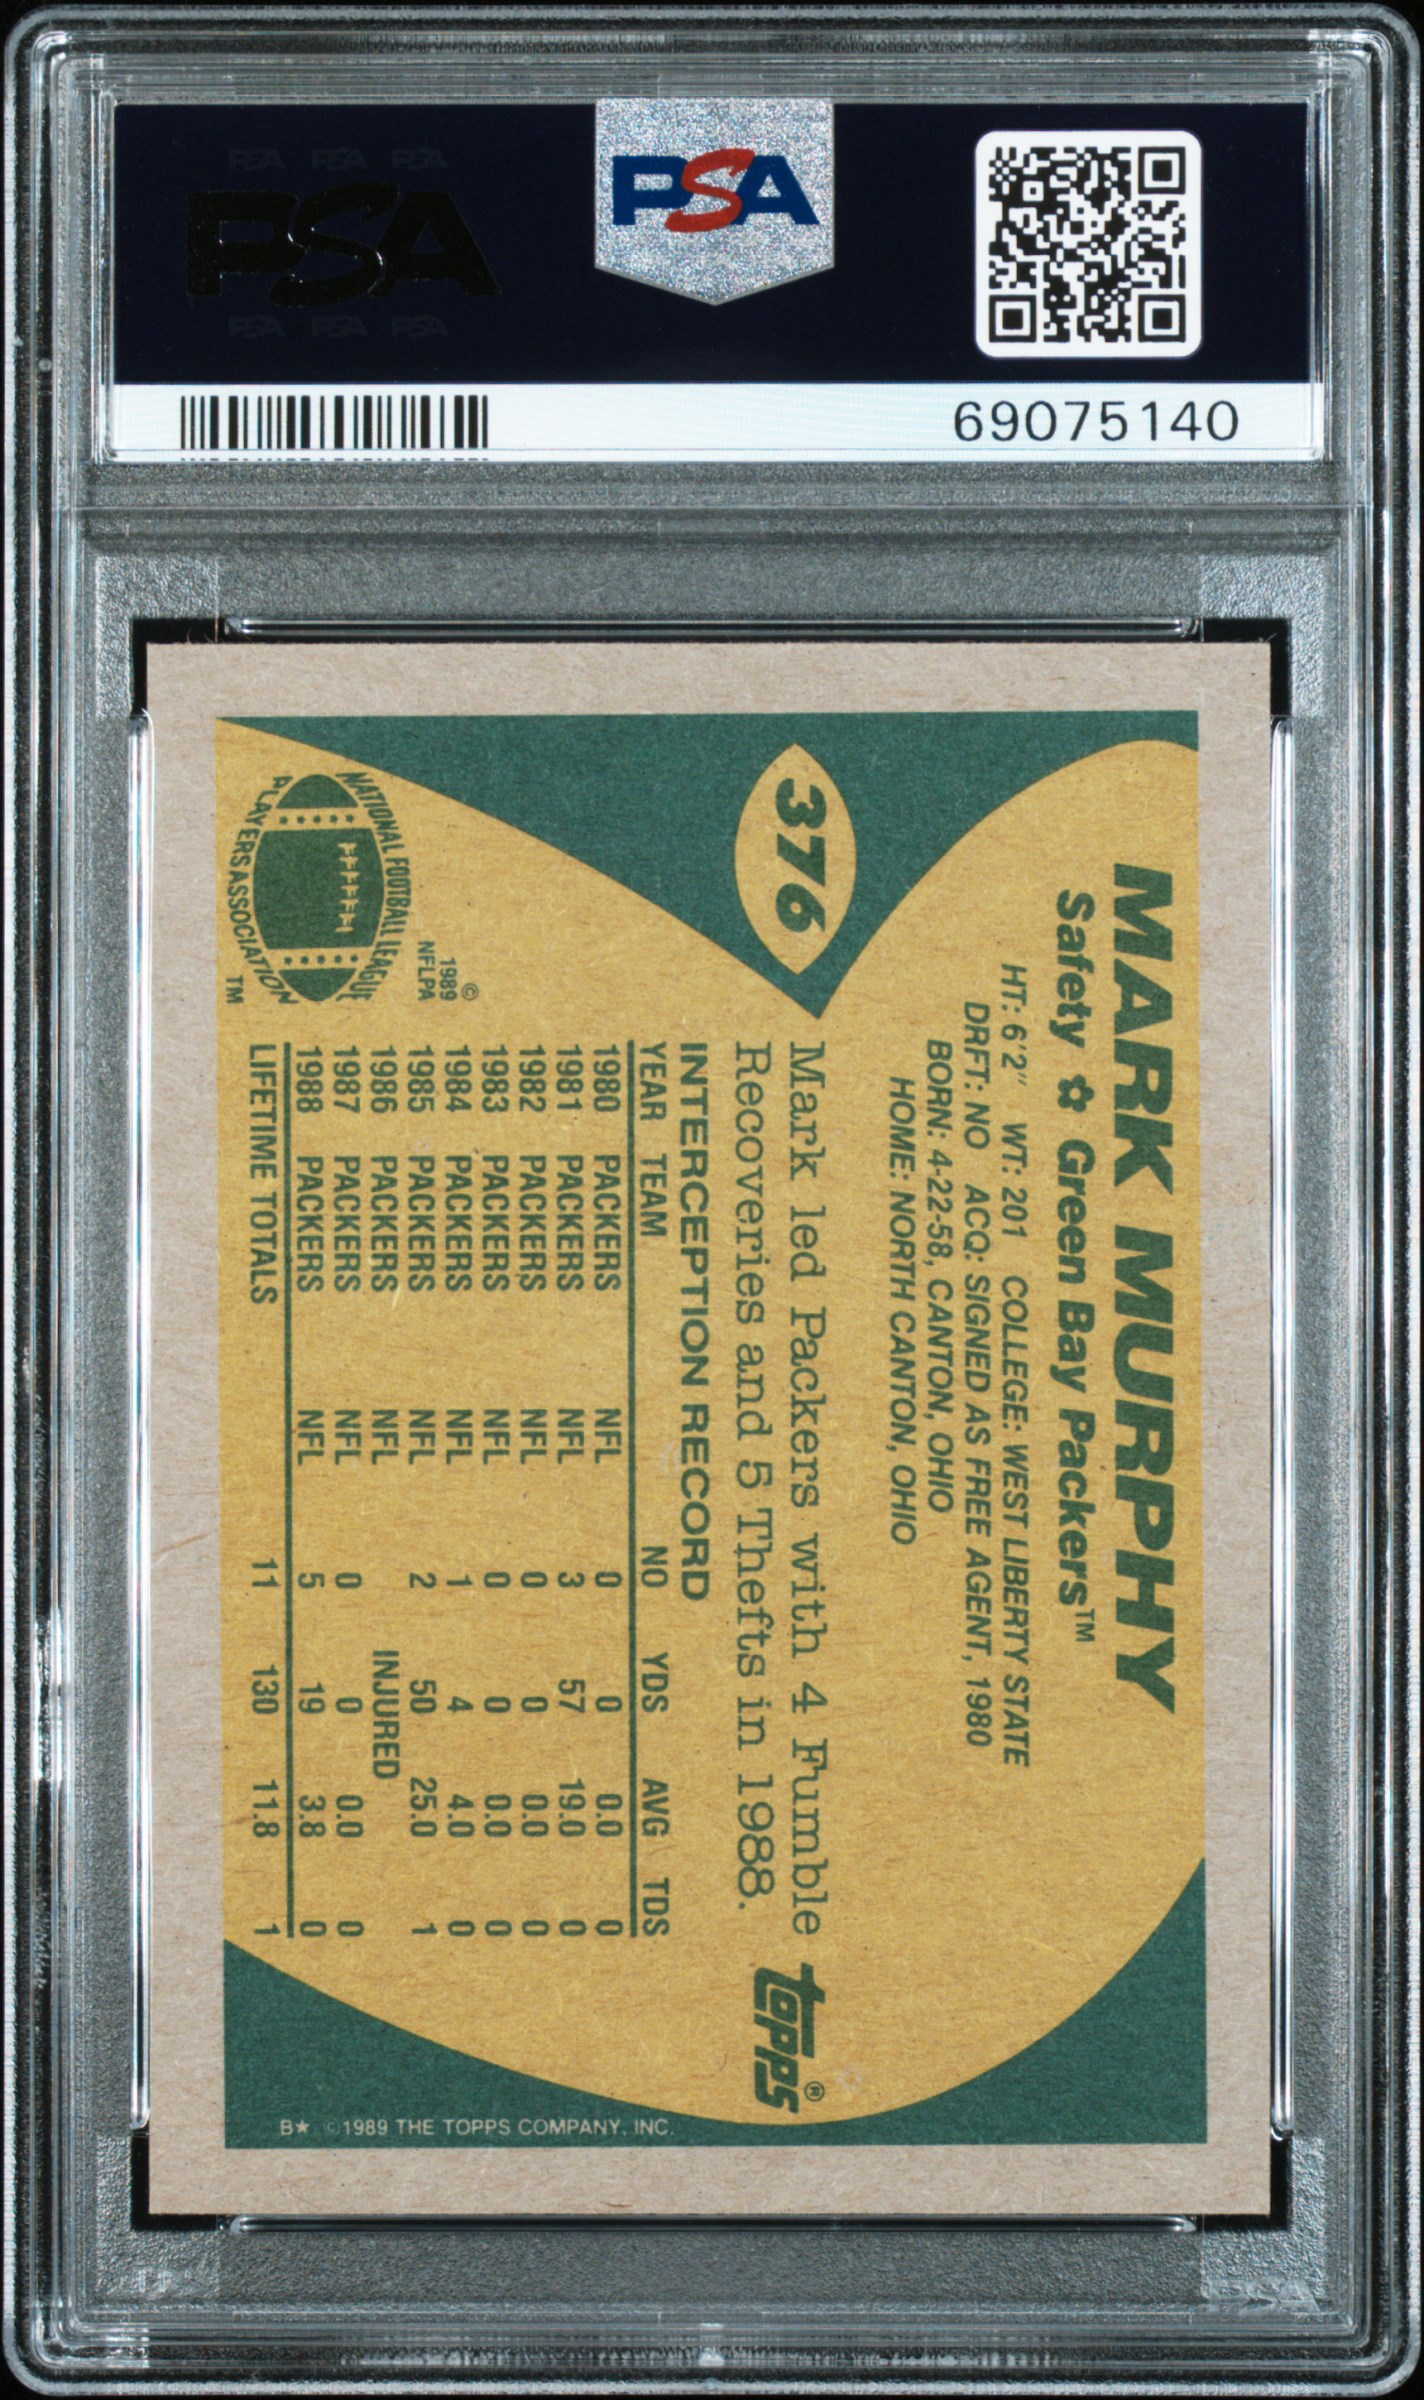 PSA PSA PSA
PSA
PSA PSA PSA
PSA
69075140
MARK MURPHY
Safety ✿ Green Bay Packers™
HT: 6'2" WT: 201 COLLEGE: WEST LIBERTY STATE
DRFT: NO ACQ: SIGNED AS FREE AGENT, 1980
BORN: 4-22-58, CANTON, OHIO
HOME: NORTH CANTON, OHIO
376
Mark led Packers with 4 Fumble
Recoveries and 5 Thefts in 1988.
topps®
INTERCEPTION RECORD
YEAR TEAM NO YDS AVG TDS
1980 PACKERS NFL 0 0 0.0 0
1981 PACKERS NFL 3 57 19.0 0
1982 PACKERS NFL 0 0 0.0 0
1983 PACKERS NFL 0 0 0.0 0
1984 PACKERS NFL 1 4 4.0 0
1985 PACKERS NFL 2 50 25.0 1
1986 PACKERS NFL INJURED
1987 PACKERS NFL 0 0 0.0 0
1988 PACKERS NFL 5 19 3.8 0
LIFETIME TOTALS 11 130 11.8 1
©
1989
NFLPA
NATIONAL FOOTBALL LEAGUE
PLAYERS ASSOCIATION
TM
B★ ©1989 THE TOPPS COMPANY, INC.
PSA